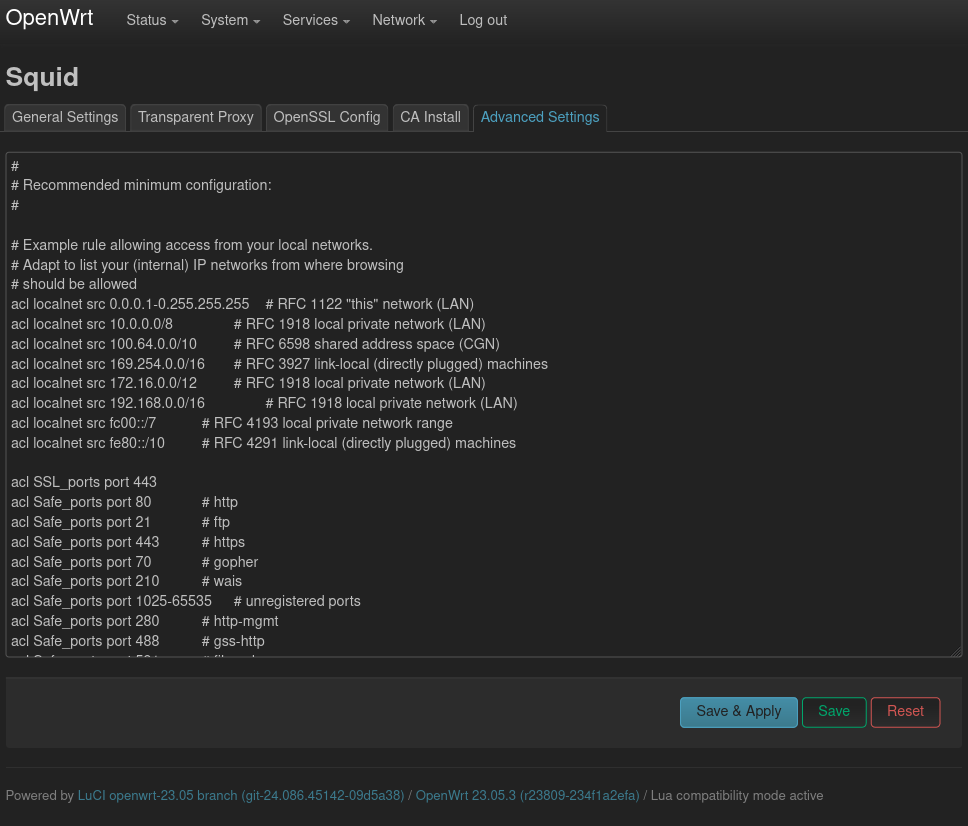 OpenWrt Status System Services Network Log out
Squid
General Settings Transparent Proxy OpenSSL Config CA Install Advanced Settings
#
# Recommended minimum configuration:
#
# Example rule allowing access from your local networks.
# Adapt to list your (internal) IP networks from where browsing
# should be allowed
acl localnet src 0.0.0.1-0.255.255.255 # RFC 1122 "this" network (LAN)
acl localnet src 10.0.0.0/8 # RFC 1918 local private network (LAN)
acl localnet src 100.64.0.0/10 # RFC 6598 shared address space (CGN)
acl localnet src 169.254.0.0/16 # RFC 3927 link-local (directly plugged) machines
acl localnet src 172.16.0.0/12 # RFC 1918 local private network (LAN)
acl localnet src 192.168.0.0/16 # RFC 1918 local private network (LAN)
acl localnet src fc00::/7 # RFC 4193 local private network range
acl localnet src fe80::/10 # RFC 4291 link-local (directly plugged) machines
acl SSL_ports port 443
acl Safe_ports port 80 # http
acl Safe_ports port 21 # ftp
acl Safe_ports port 443 # https
acl Safe_ports port 70 # gopher
acl Safe_ports port 210 # wais
acl Safe_ports port 1025-65535 # unregistered ports
acl Safe_ports port 280 # http-mgmt
acl Safe_ports port 488 # gss-http
Save & Apply Save Reset
Powered by LuCI openwrt-23.05 branch (git-24.086.45142-09d5a38) / OpenWrt 23.05.3 (r23809-234f1a2efa) / Lua compatibility mode active